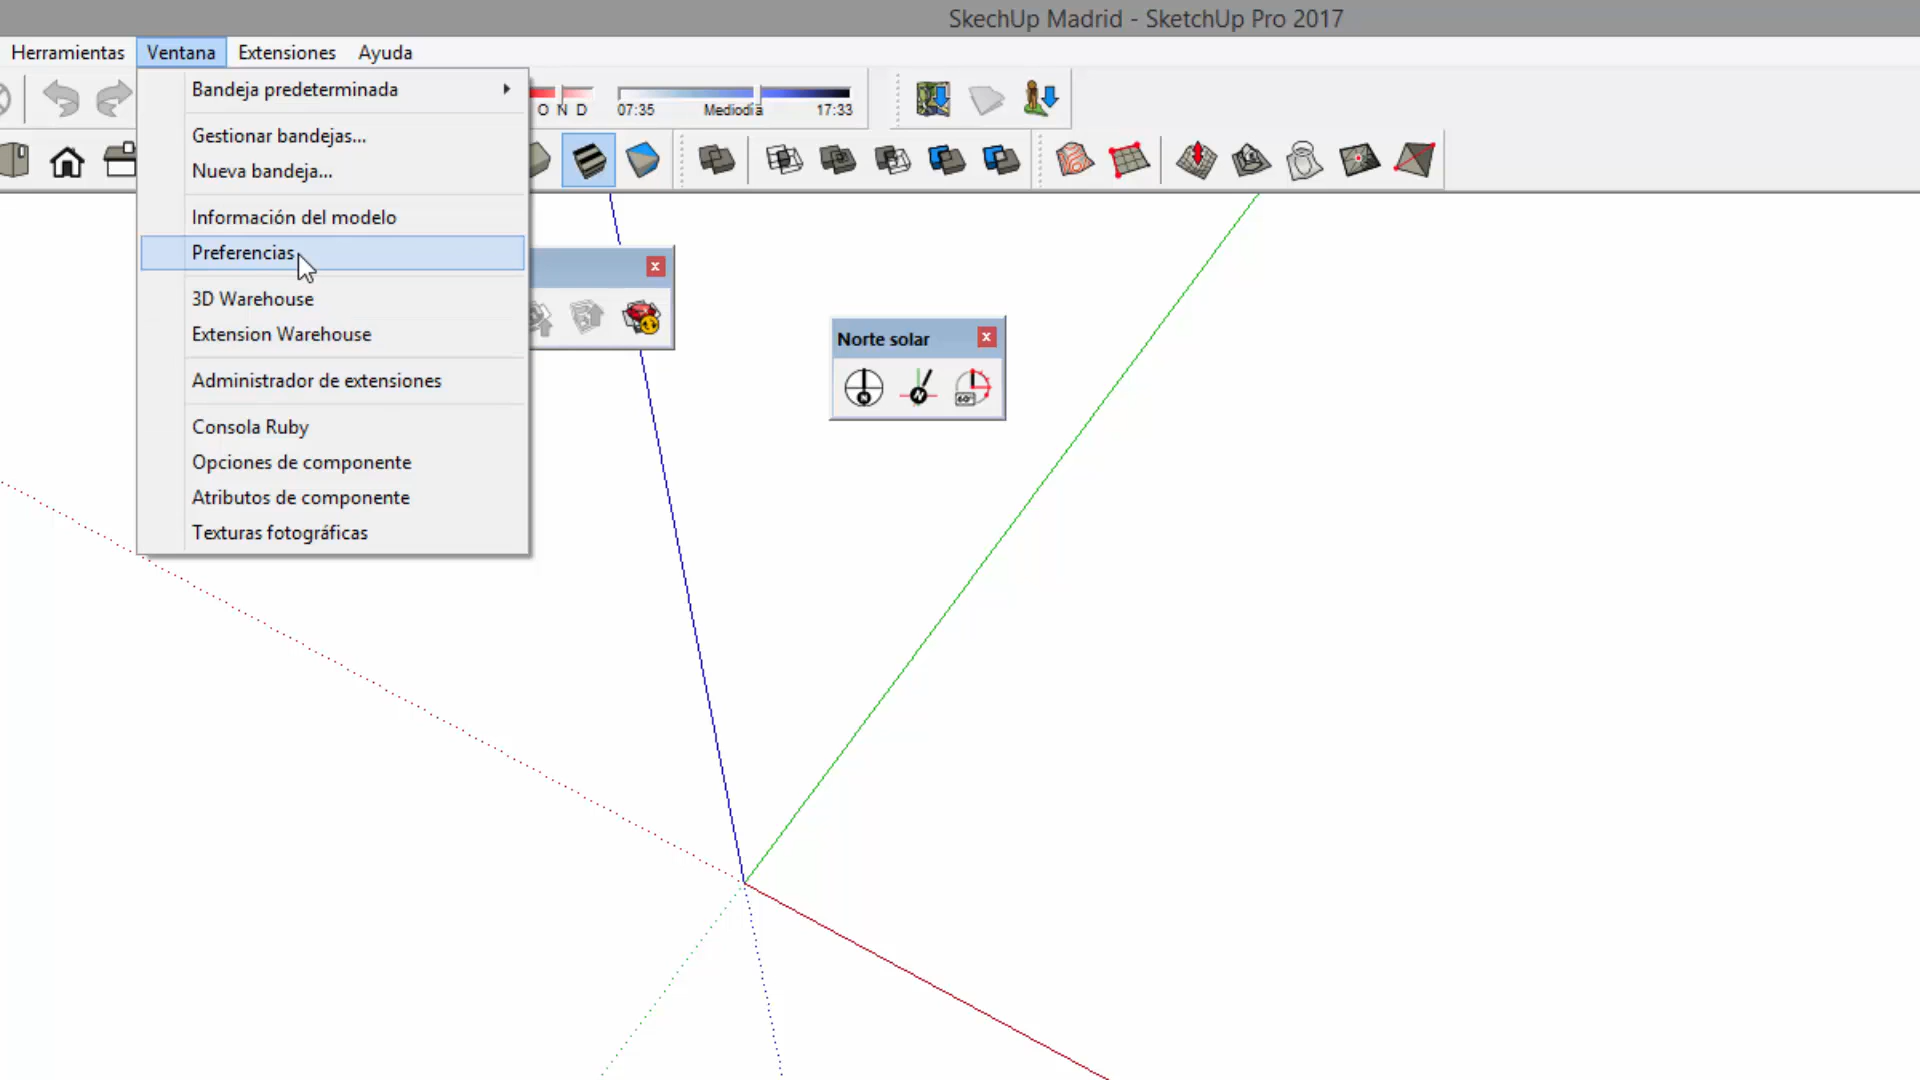 SkechUp Madrid - SketchUp Pro 2017
Herramientas Ventana Extensiones Ayuda
Bandeja predeterminada
Gestionar bandejas...
Nueva bandeja...
Información del modelo
Preferencias
3D Warehouse
Extension Warehouse
Administrador de extensiones
Consola Ruby
Opciones de componente
Atributos de componente
Texturas fotográficas
O N D
07:35 Mediodía 17:33
Norte solar
N
N
60°